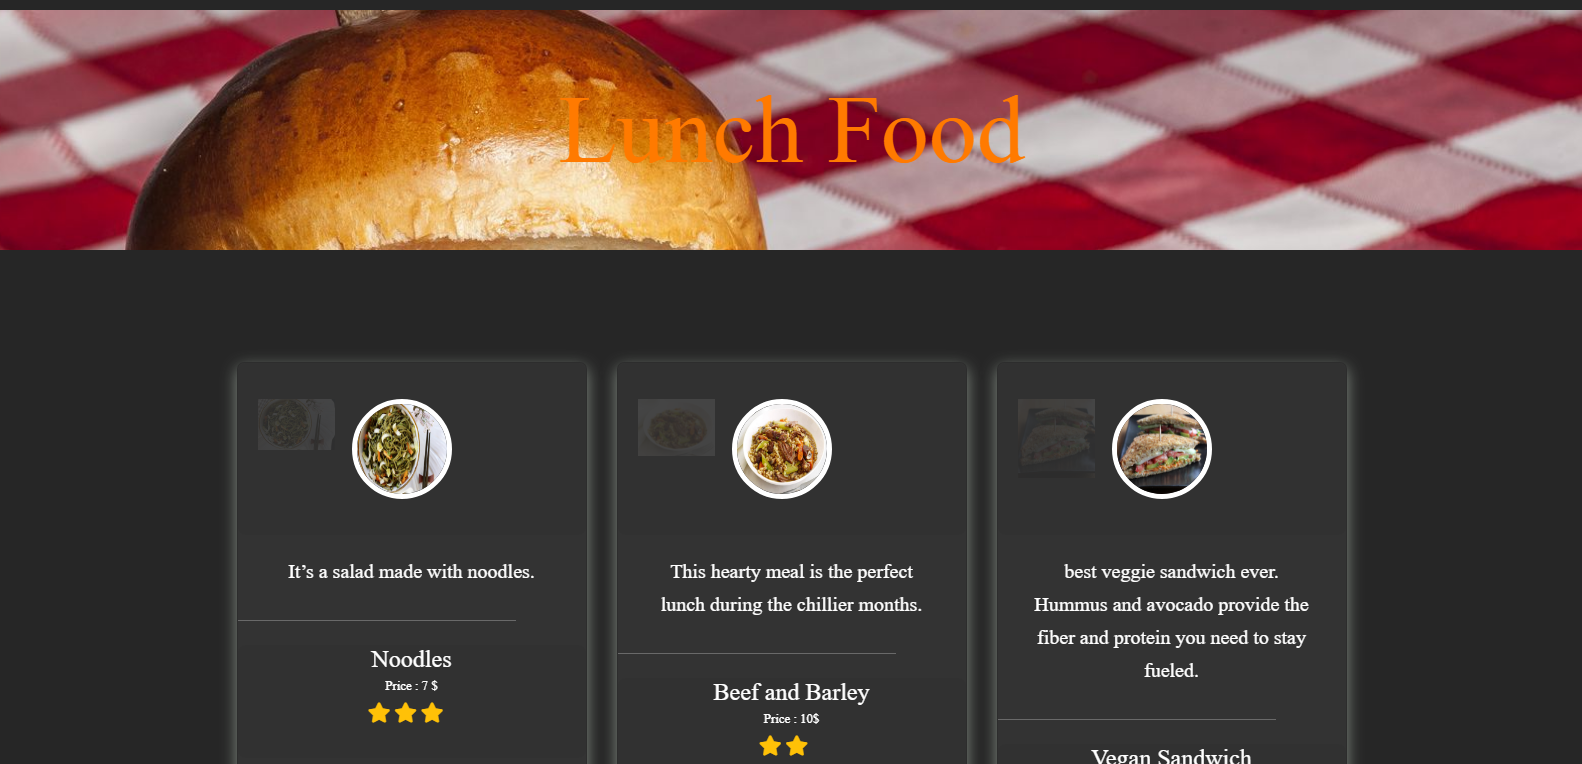 Lunch Food
It’s a salad made with noodles.
Noodles
Price : 7 $
This hearty meal is the perfect
lunch during the chillier months.
Beef and Barley
Price : 10$
best veggie sandwich ever.
Hummus and avocado provide the
fiber and protein you need to stay
fueled.
Vegan Sandwich